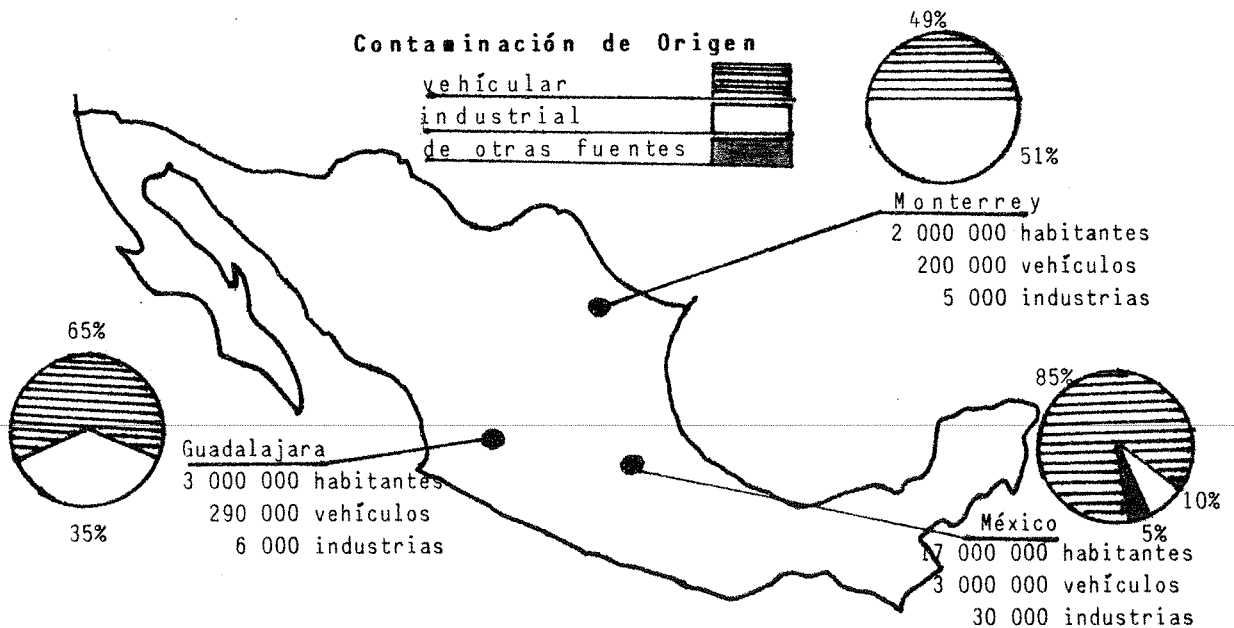 Contaminación de Origen
vehícular
industrial
de otras fuentes
49%
51%
Monterrey
2 000 000 habitantes
200 000 vehículos
5 000 industrias
65%
35%
Guadalajara
3 000 000 habitantes
290 000 vehículos
6 000 industrias
85%
10%
5%
México
17 000 000 habitantes
3 000 000 vehículos
30 000 industrias